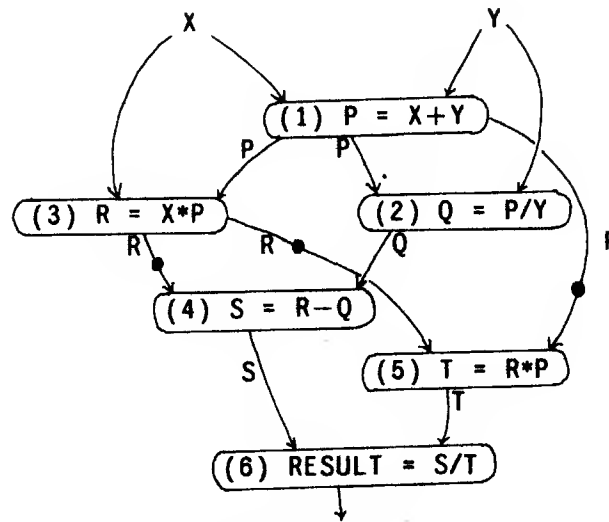 X Y
(1) P = X+Y
P P
(3) R = X*P (2) Q = P/Y
R R Q
(4) S = R-Q
S
(5) T = R*P
T
(6) RESULT = S/T